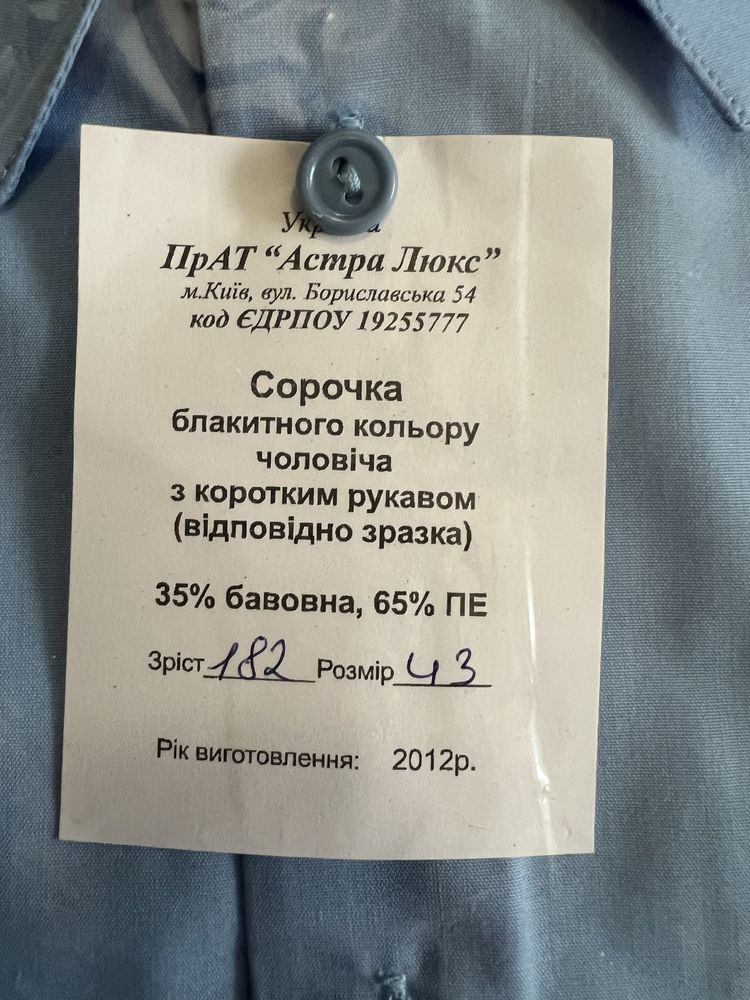 ПрАТ “Астра Люкс”
м.Київ, вул. Бориславська 54
код ЄДРПОУ 19255777
Сорочка
блакитного кольору
чоловіча
з коротким рукавом
(відповідно зразка)
35% бавовна, 65% ПЕ
Зріст 182 Розмір 43
Рік виготовлення: 2012р.